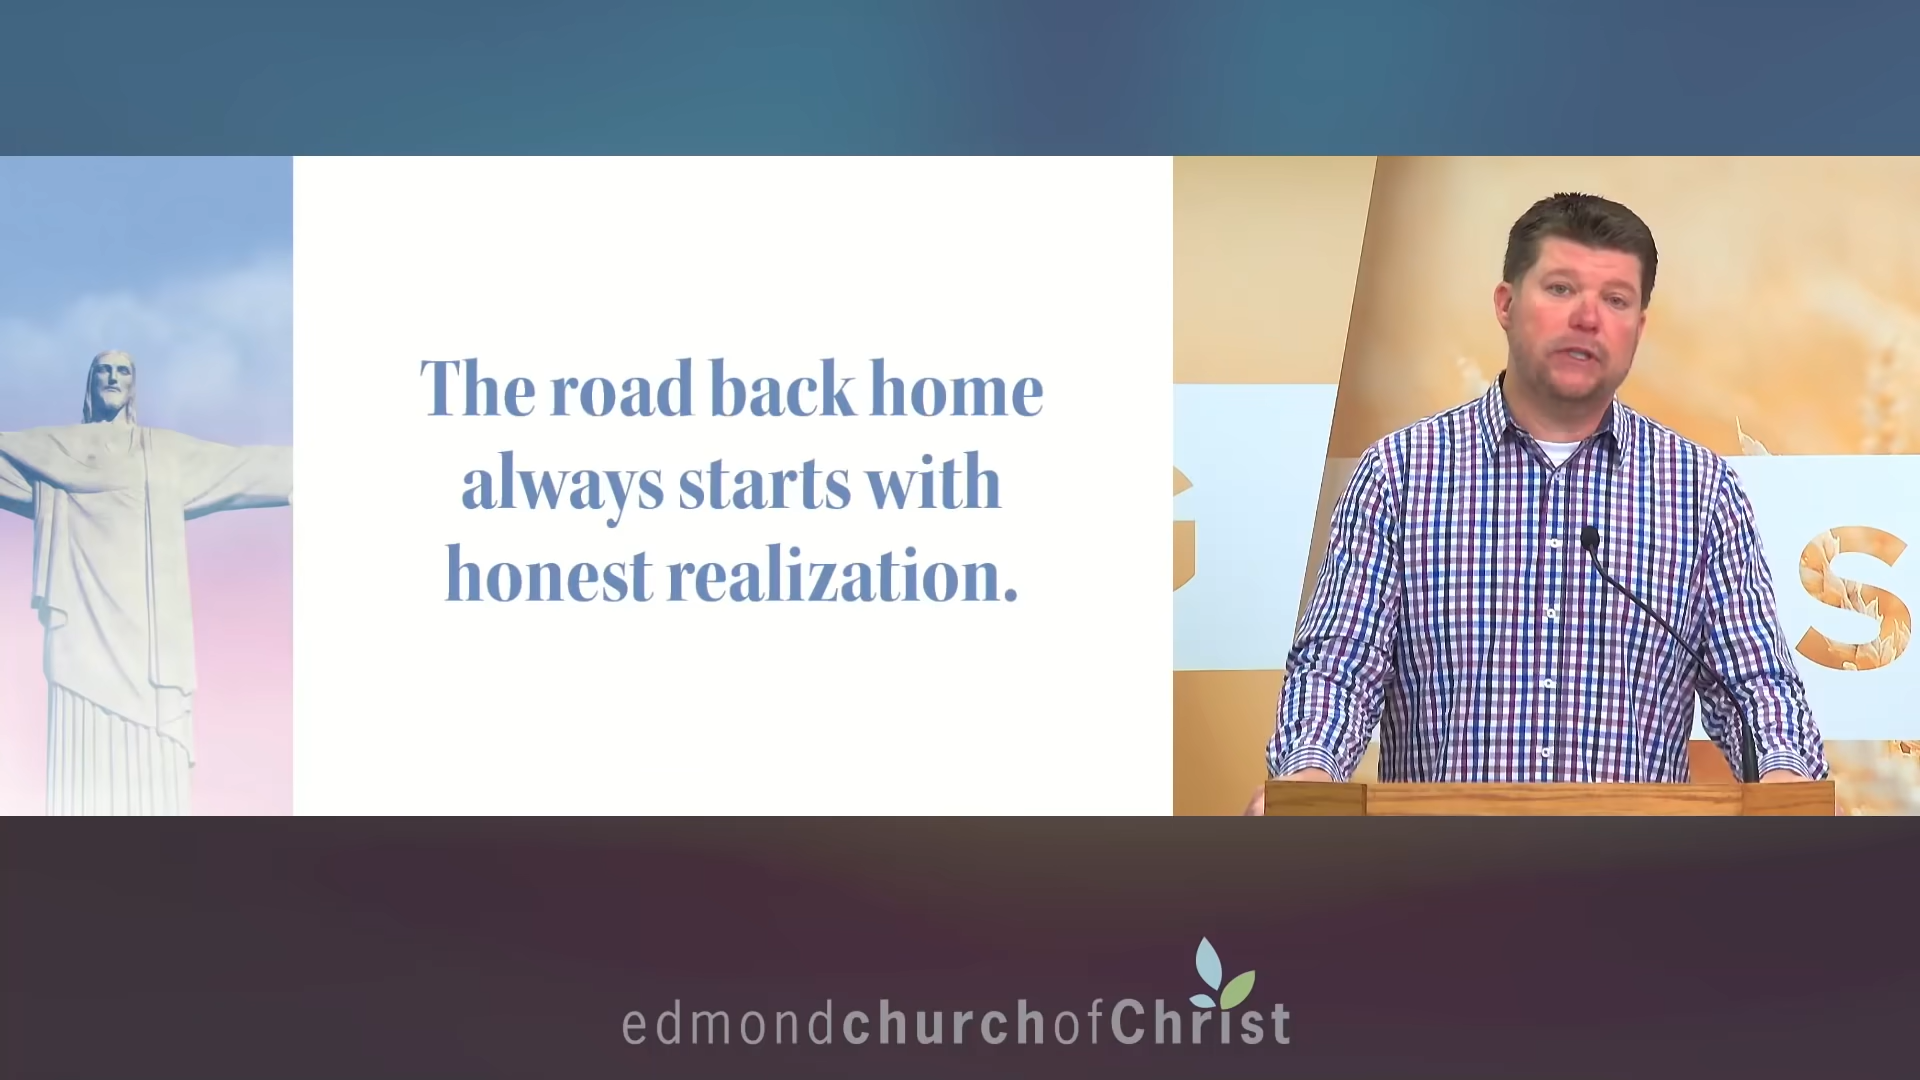 The road back home
always starts with
honest realization.
G
S
edmondchurchofChrist